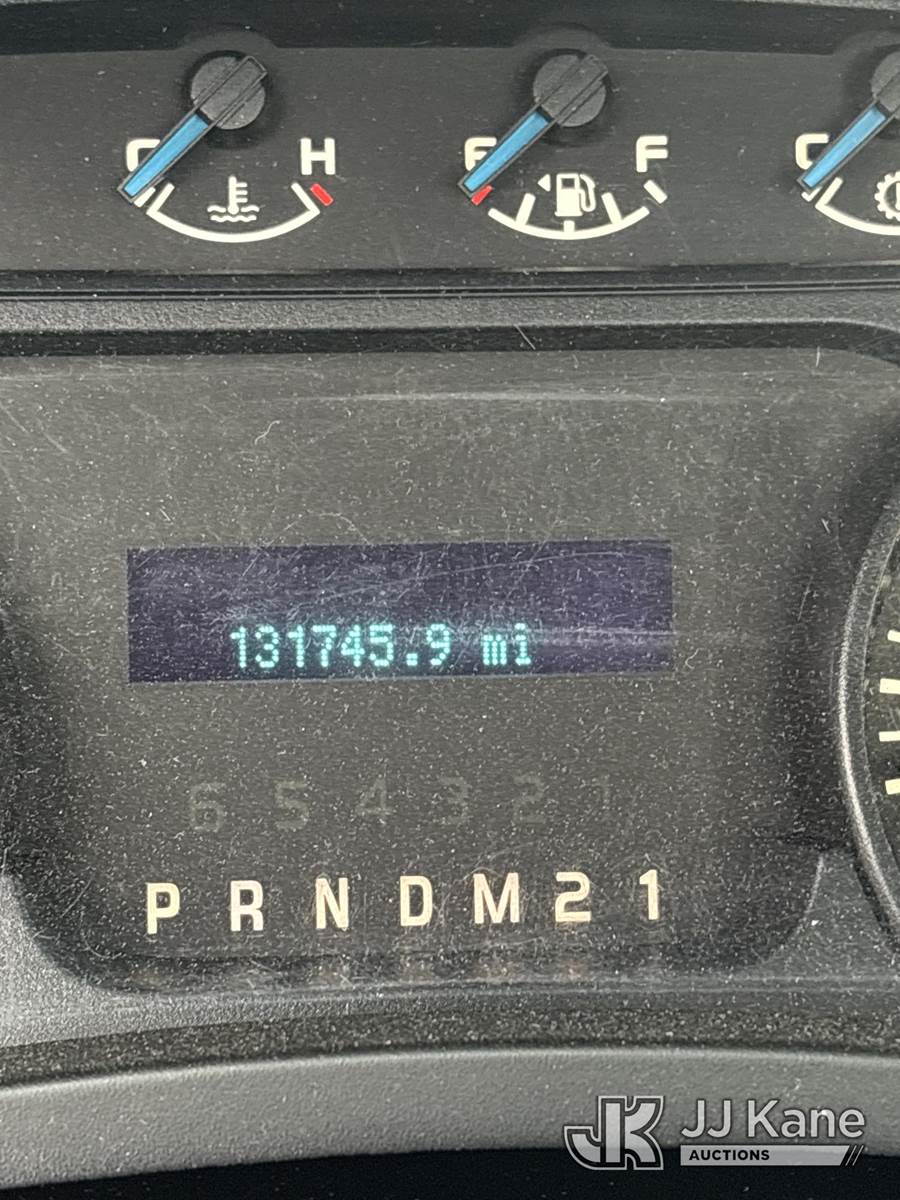 C H E F C
131745.9 mi
6 5 4 3 2 1
P R N D M 2 1
JK JJ Kane
AUCTIONS